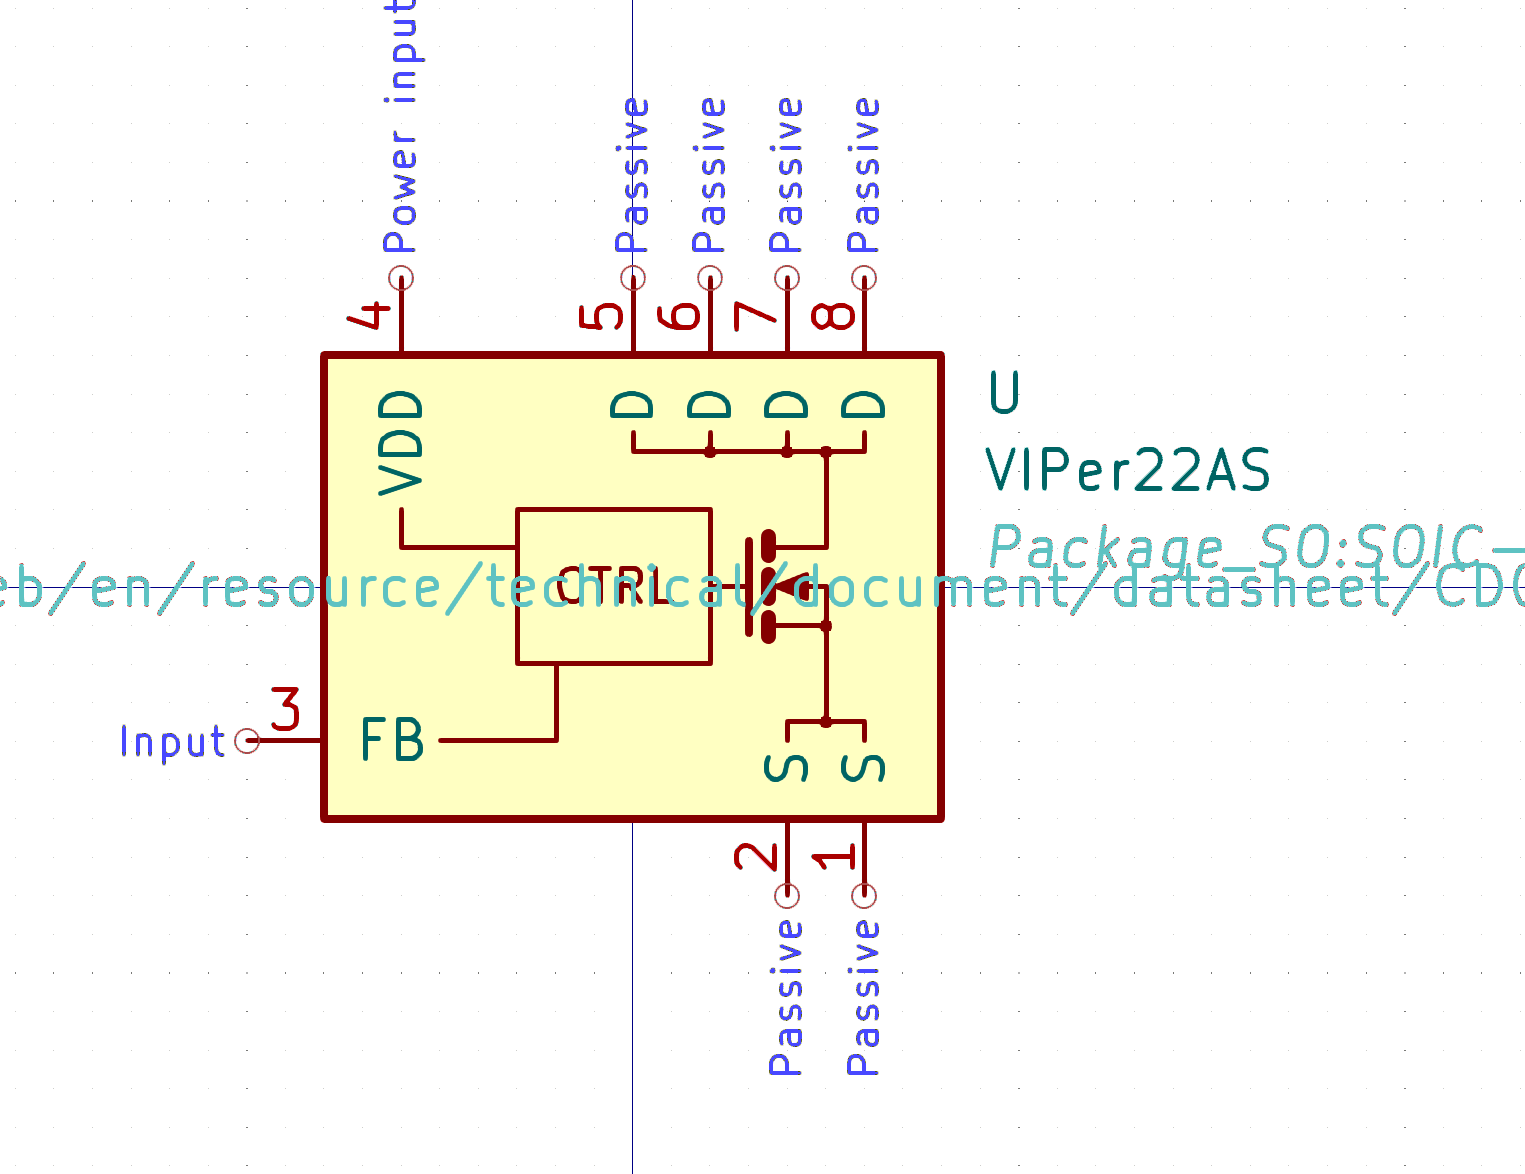 Power input
Passive
Passive
Passive
Passive
4
5
6
7
8
VDD
D
D
D
D
U
VIPer22AS
Package_SO:SOIC-
CTRL
eb/en/resource/technical/document/datasheet/CD0
Input
3
FB
S
S
2
1
Passive
Passive